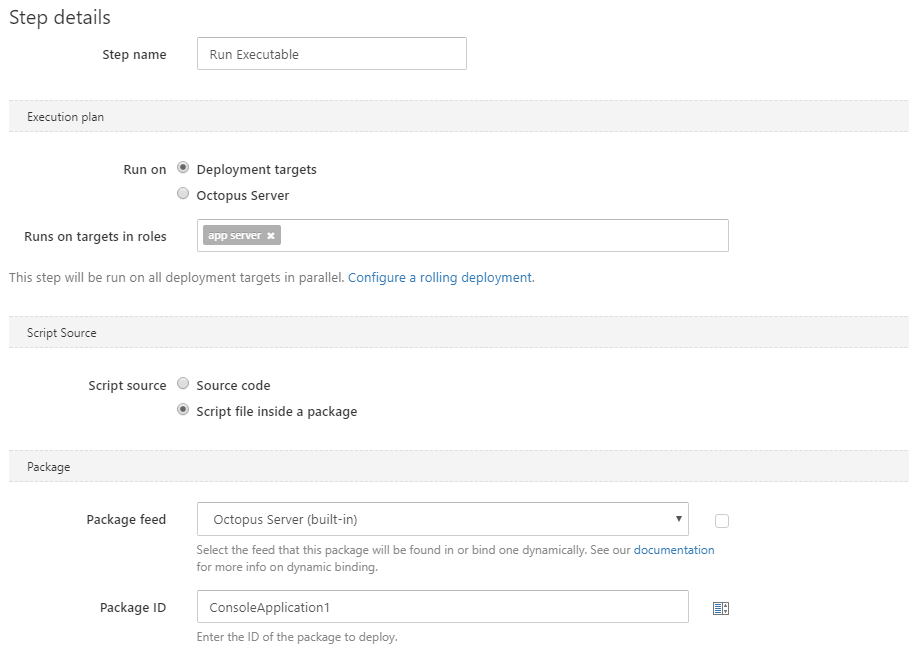 Step details
Step name Run Executable
Execution plan
Run on Deployment targets
Octopus Server
Runs on targets in roles app server ×
This step will be run on all deployment targets in parallel. Configure a rolling deployment.
Script Source
Script source Source code
Script file inside a package
Package
Package feed Octopus Server (built-in)
Select the feed that this package will be found in or bind one dynamically. See our documentation
for more info on dynamic binding.
Package ID ConsoleApplication1
Enter the ID of the package to deploy.